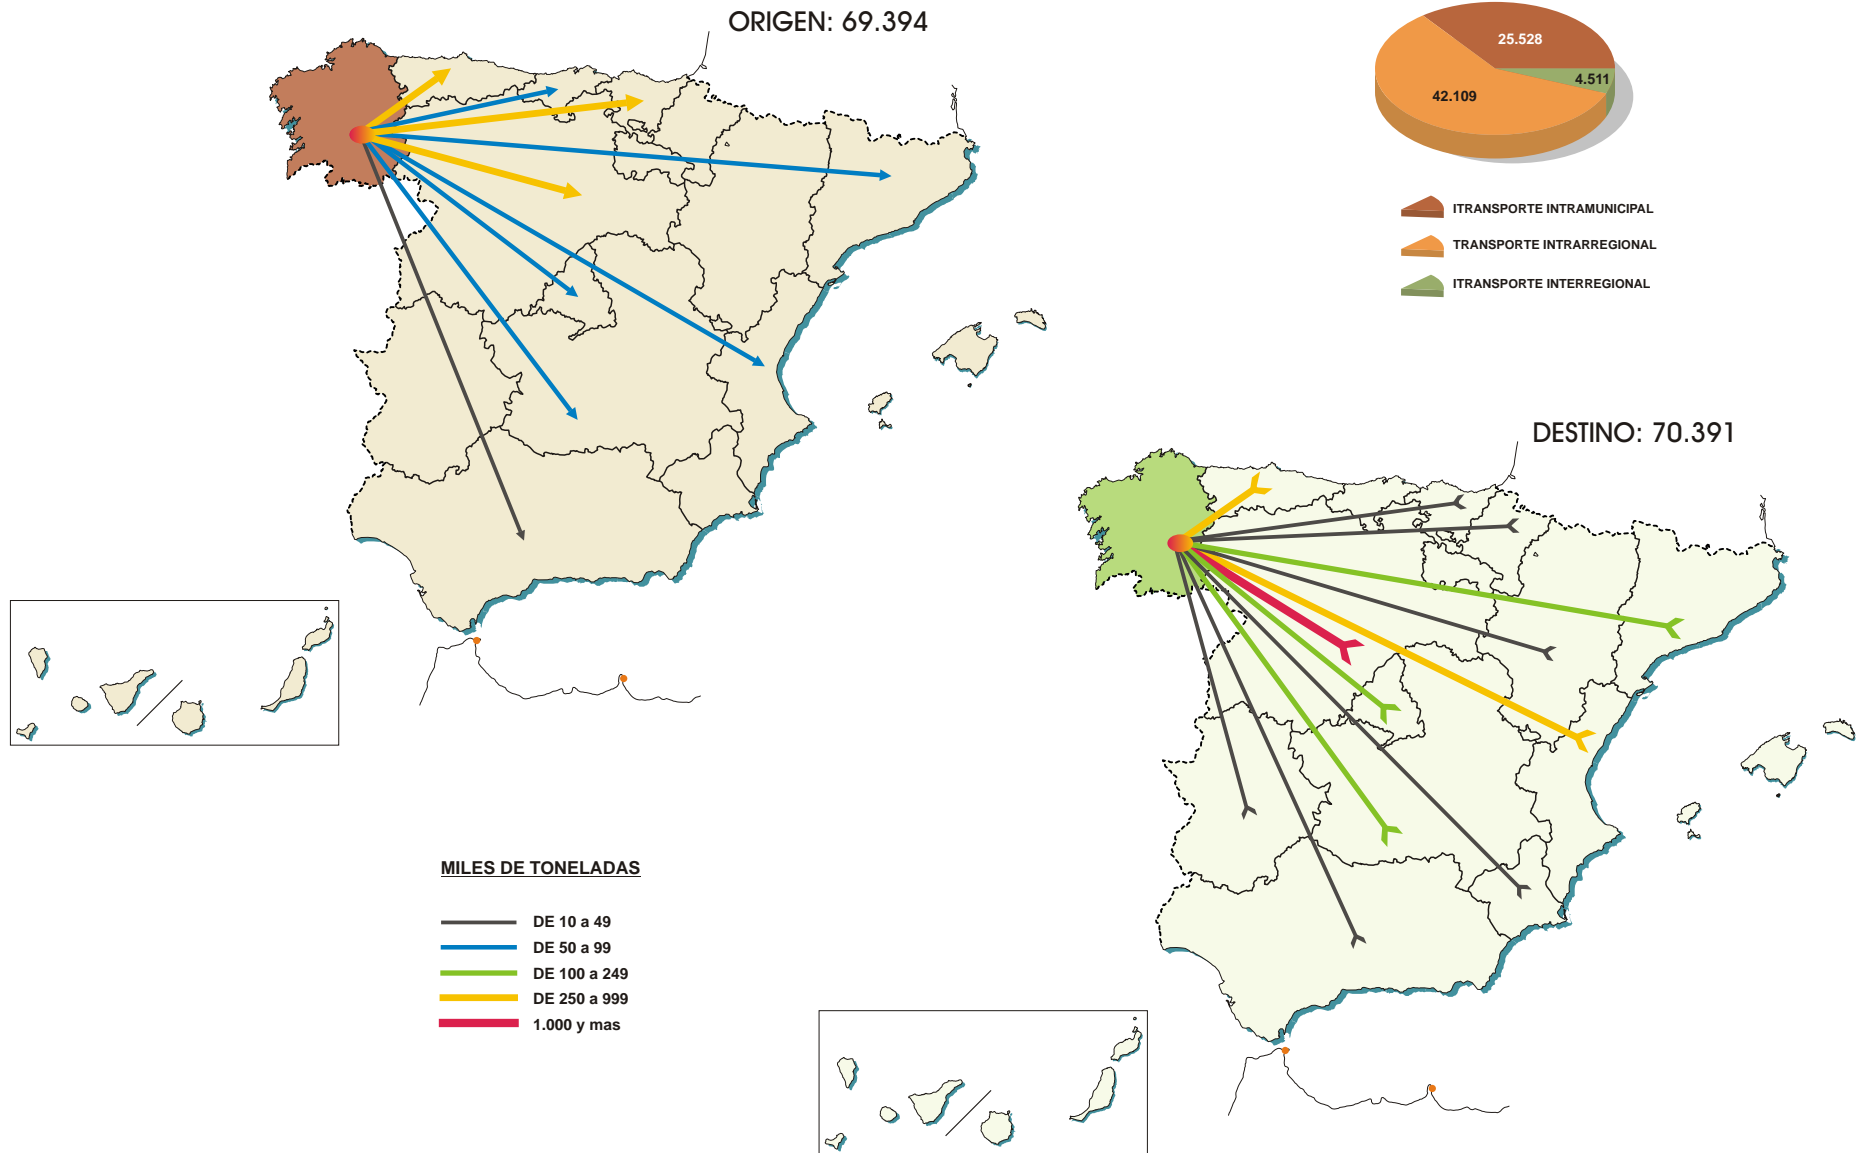 ORIGEN: 69.394
25.528
4.511
42.109
ITRANSPORTE INTRAMUNICIPAL
TRANSPORTE INTRARREGIONAL
ITRANSPORTE INTERREGIONAL
DESTINO: 70.391
MILES DE TONELADAS
DE 10 a 49
DE 50 a 99
DE 100 a 249
DE 250 a 999
1.000 y mas